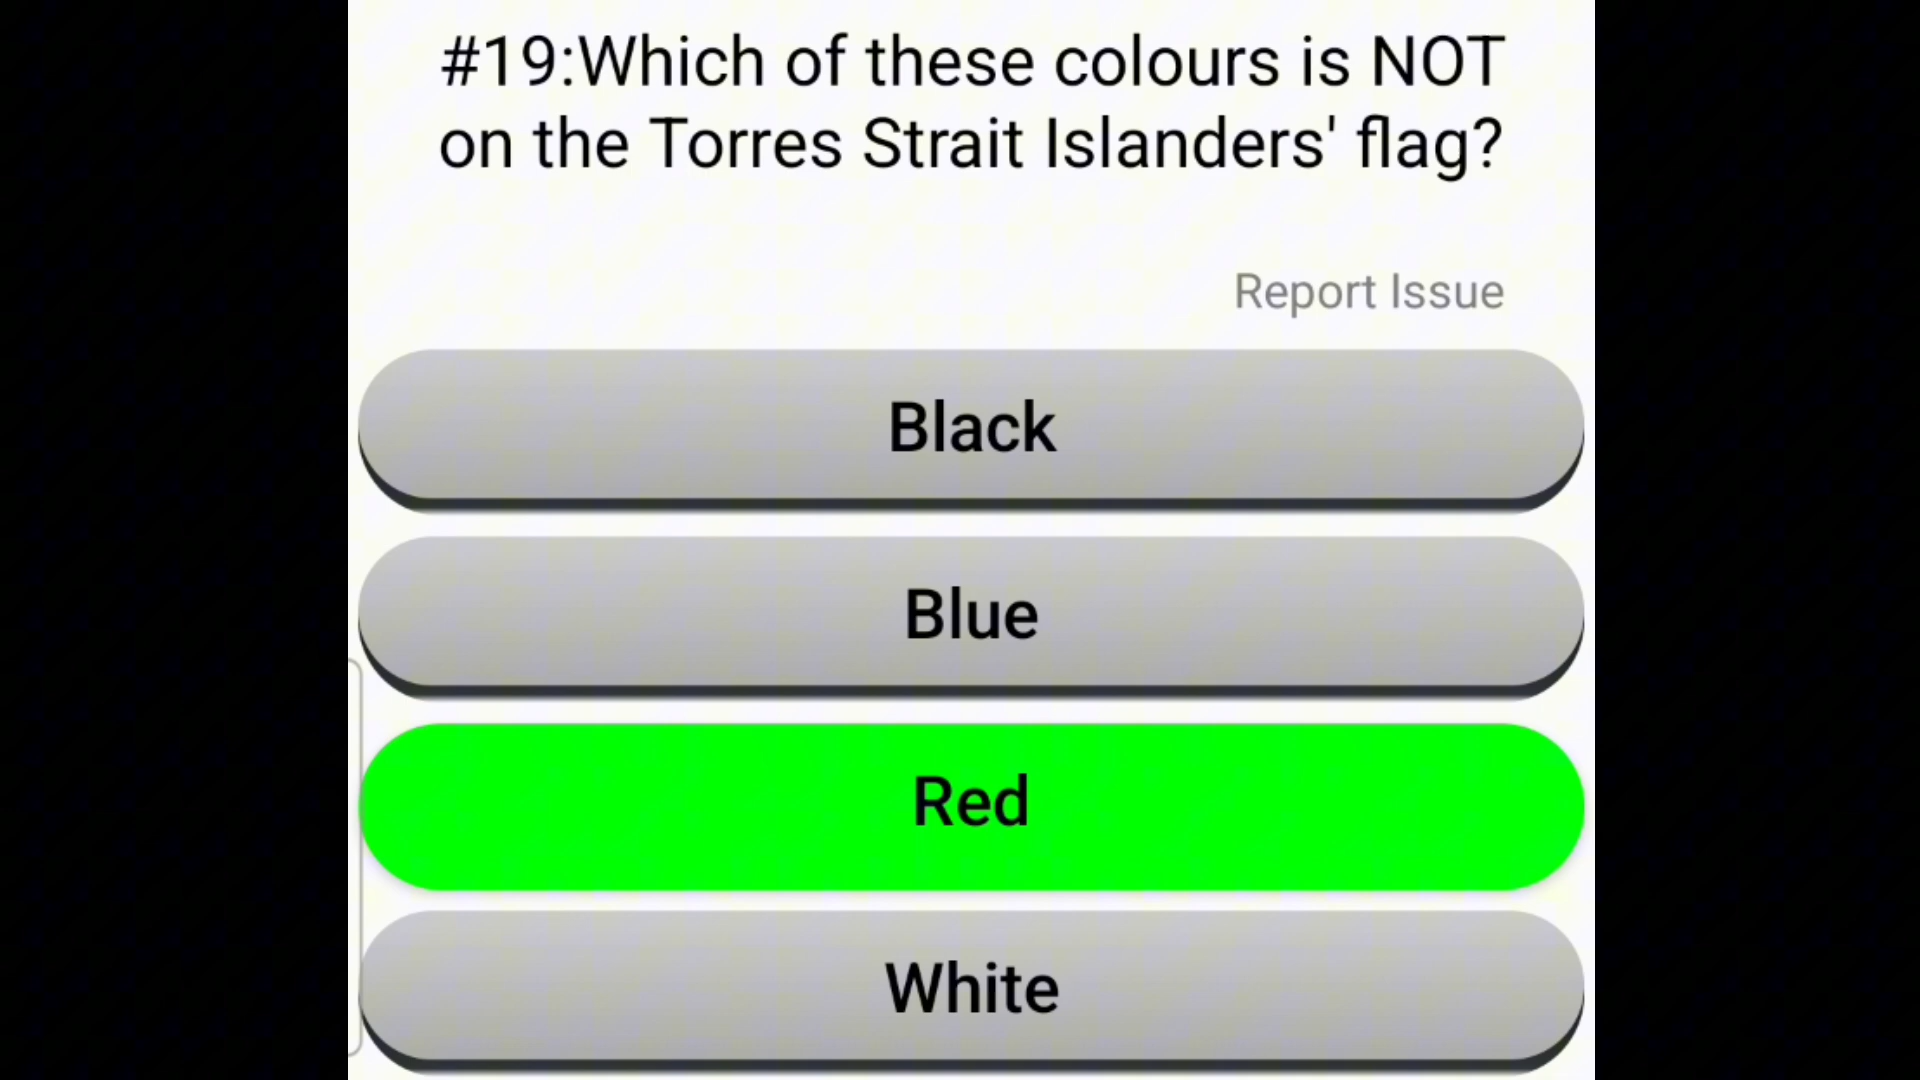 #19:Which of these colours is NOT
on the Torres Strait Islanders' flag?
Report Issue
Black
Blue
Red
White